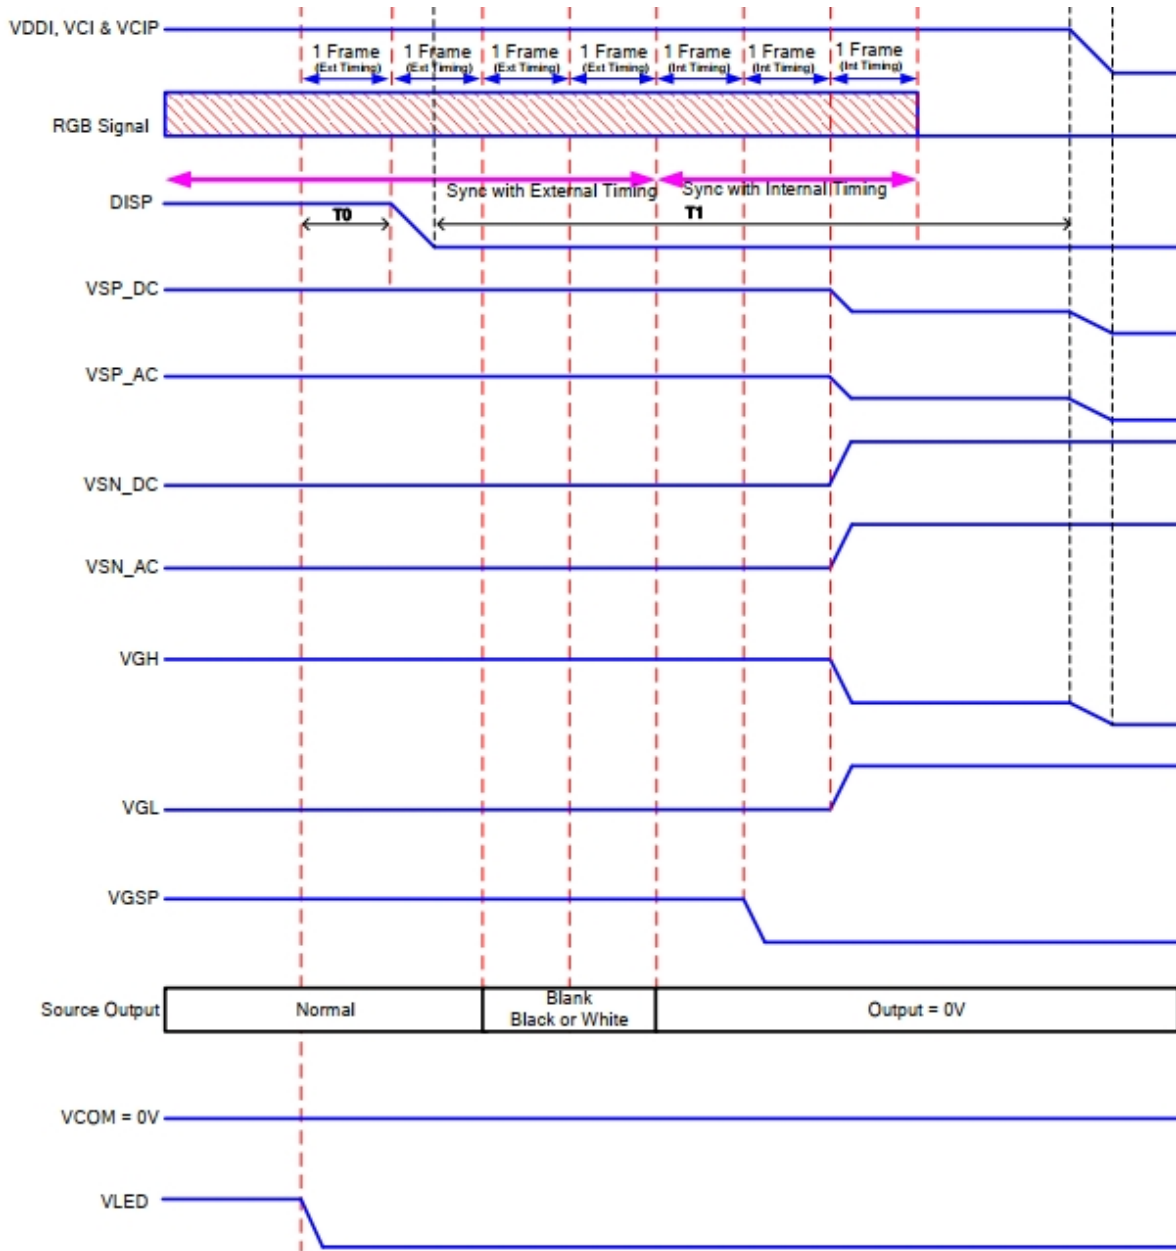 VDDI, VCI & VCIP
1 Frame 1 Frame 1 Frame 1 Frame 1 Frame 1 Frame 1 Frame
(Ext Timing) (Ext Timing) (Ext Timing) (Ext Timing) (Int Timing) (Int Timing) (Int Timing)
RGB Signal
Sync with External Timing Sync with Internal Timing
DISP
T0 T1
VSP_DC
VSP_AC
VSN_DC
VSN_AC
VGH
VGL
VGSP
Source Output Normal Blank Output = 0V
Black or White
VCOM = 0V
VLED